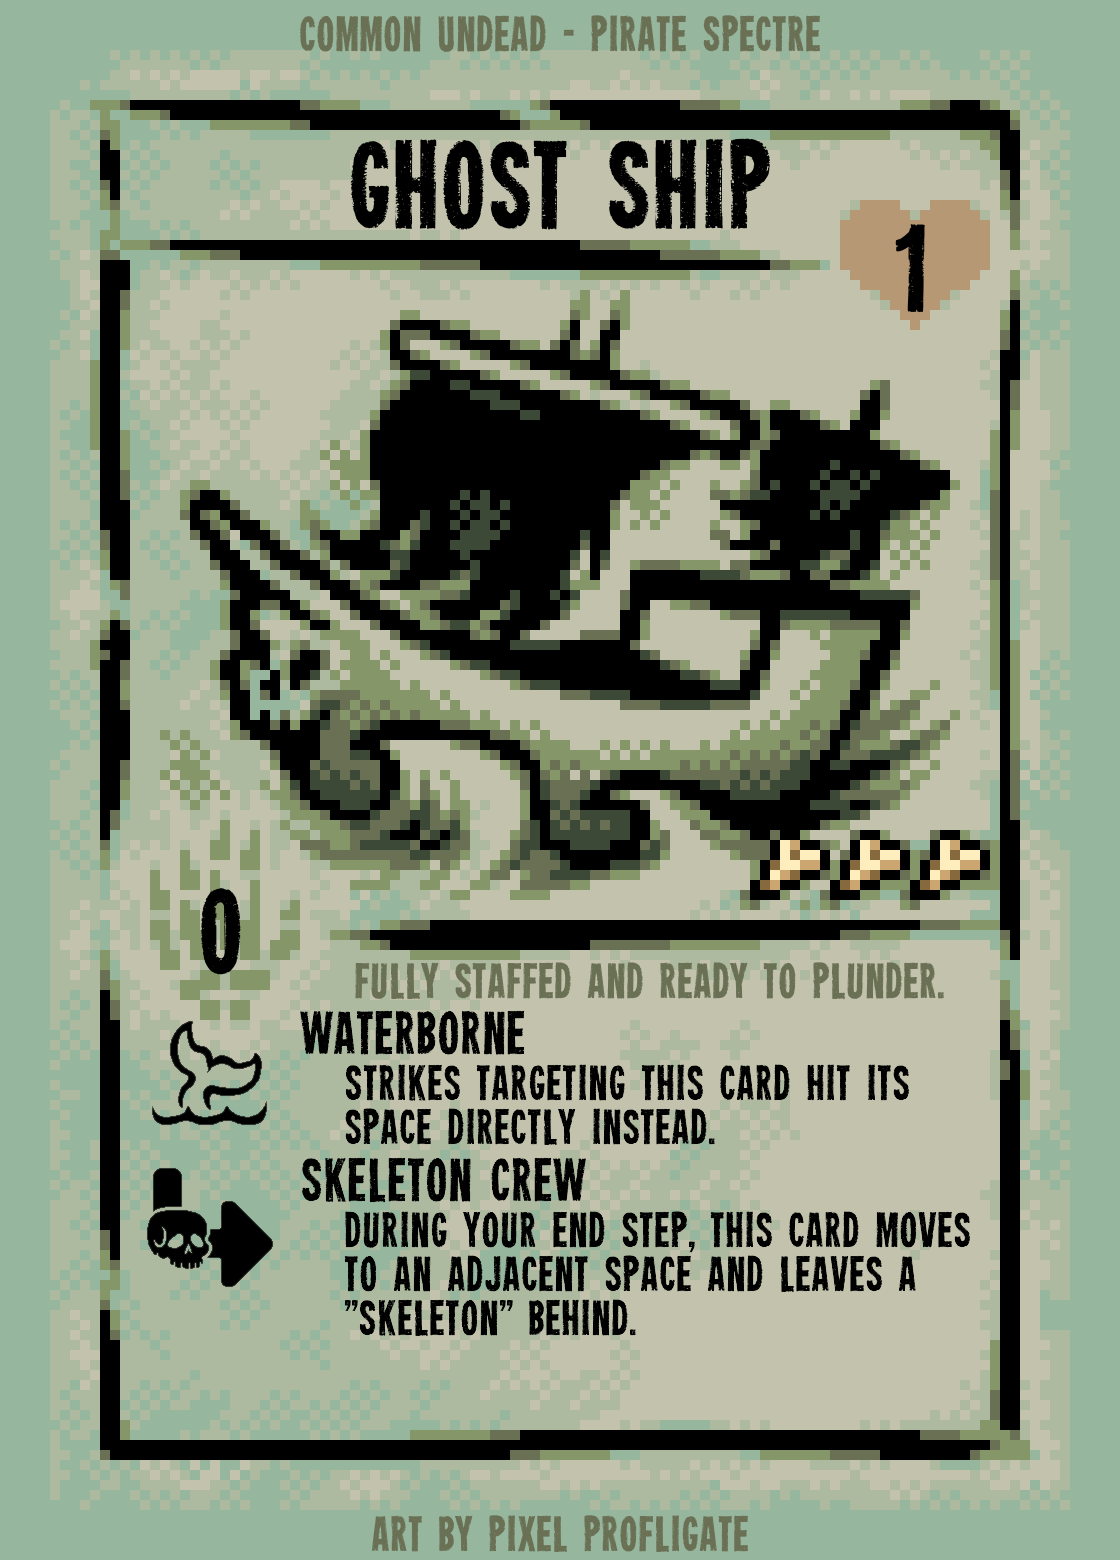 COMMON UNDEAD - PIRATE SPECTRE
GHOST SHIP
1
0
FULLY STAFFED AND READY TO PLUNDER.
WATERBORNE
STRIKES TARGETING THIS CARD HIT ITS
SPACE DIRECTLY INSTEAD.
SKELETON CREW
DURING YOUR END STEP, THIS CARD MOVES
TO AN ADJACENT SPACE AND LEAVES A
"SKELETON" BEHIND.
ART BY PIXEL PROFLIGATE